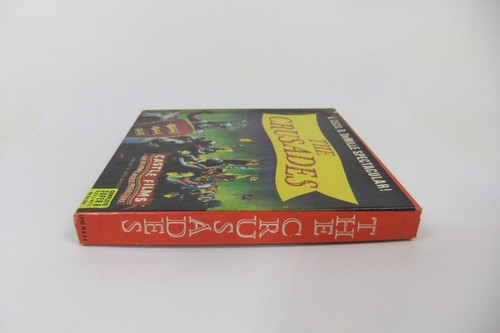 A CECIL B. DeMILLE SPECTACULAR!
THE
CRUSADES
CASTLE FILMS
THE CRUSADES